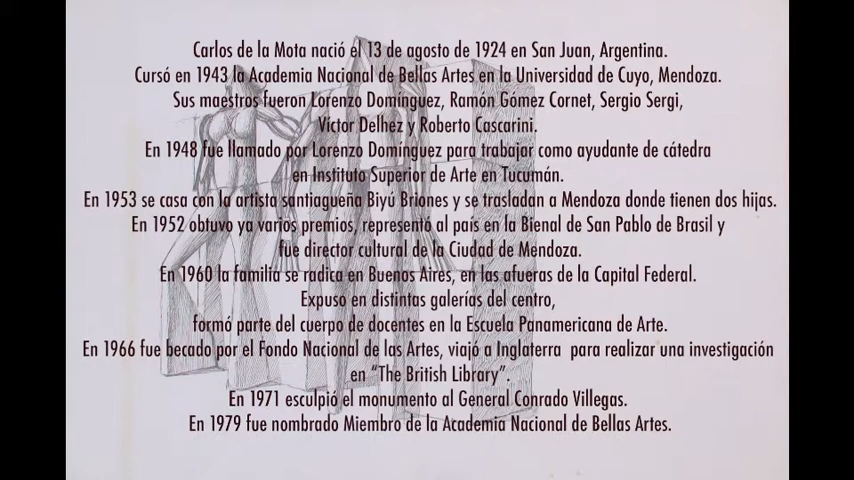 Carlos de la Mota nació el 13 de agosto de 1924 en San Juan, Argentina.
Cursó en 1943 la Academia Nacional de Bellas Artes en la Universidad de Cuyo, Mendoza.
Sus maestros fueron Lorenzo Domínguez, Ramón Gómez Cornet, Sergio Sergi,
Víctor Delhez y Roberto Cascarini.
En 1948 fue llamado por Lorenzo Domínguez para trabajar como ayudante de cátedra
en Instituto Superior de Arte en Tucumán.
En 1953 se casa con la artista santiagueña Biyú Briones y se trasladan a Mendoza donde tienen dos hijas.
En 1952 obtuvo ya varios premios, representó al país en la Bienal de San Pablo de Brasil y
fue director cultural de la Ciudad de Mendoza.
En 1960 la familia se radica en Buenos Aires, en las afueras de la Capital Federal.
Expuso en distintas galerías del centro,
formó parte del cuerpo de docentes en la Escuela Panamericana de Arte.
En 1966 fue becado por el Fondo Nacional de las Artes, viajó a Inglaterra para realizar una investigación
en “The British Library”.
En 1971 esculpió el monumento al General Conrado Villegas.
En 1979 fue nombrado Miembro de la Academia Nacional de Bellas Artes.